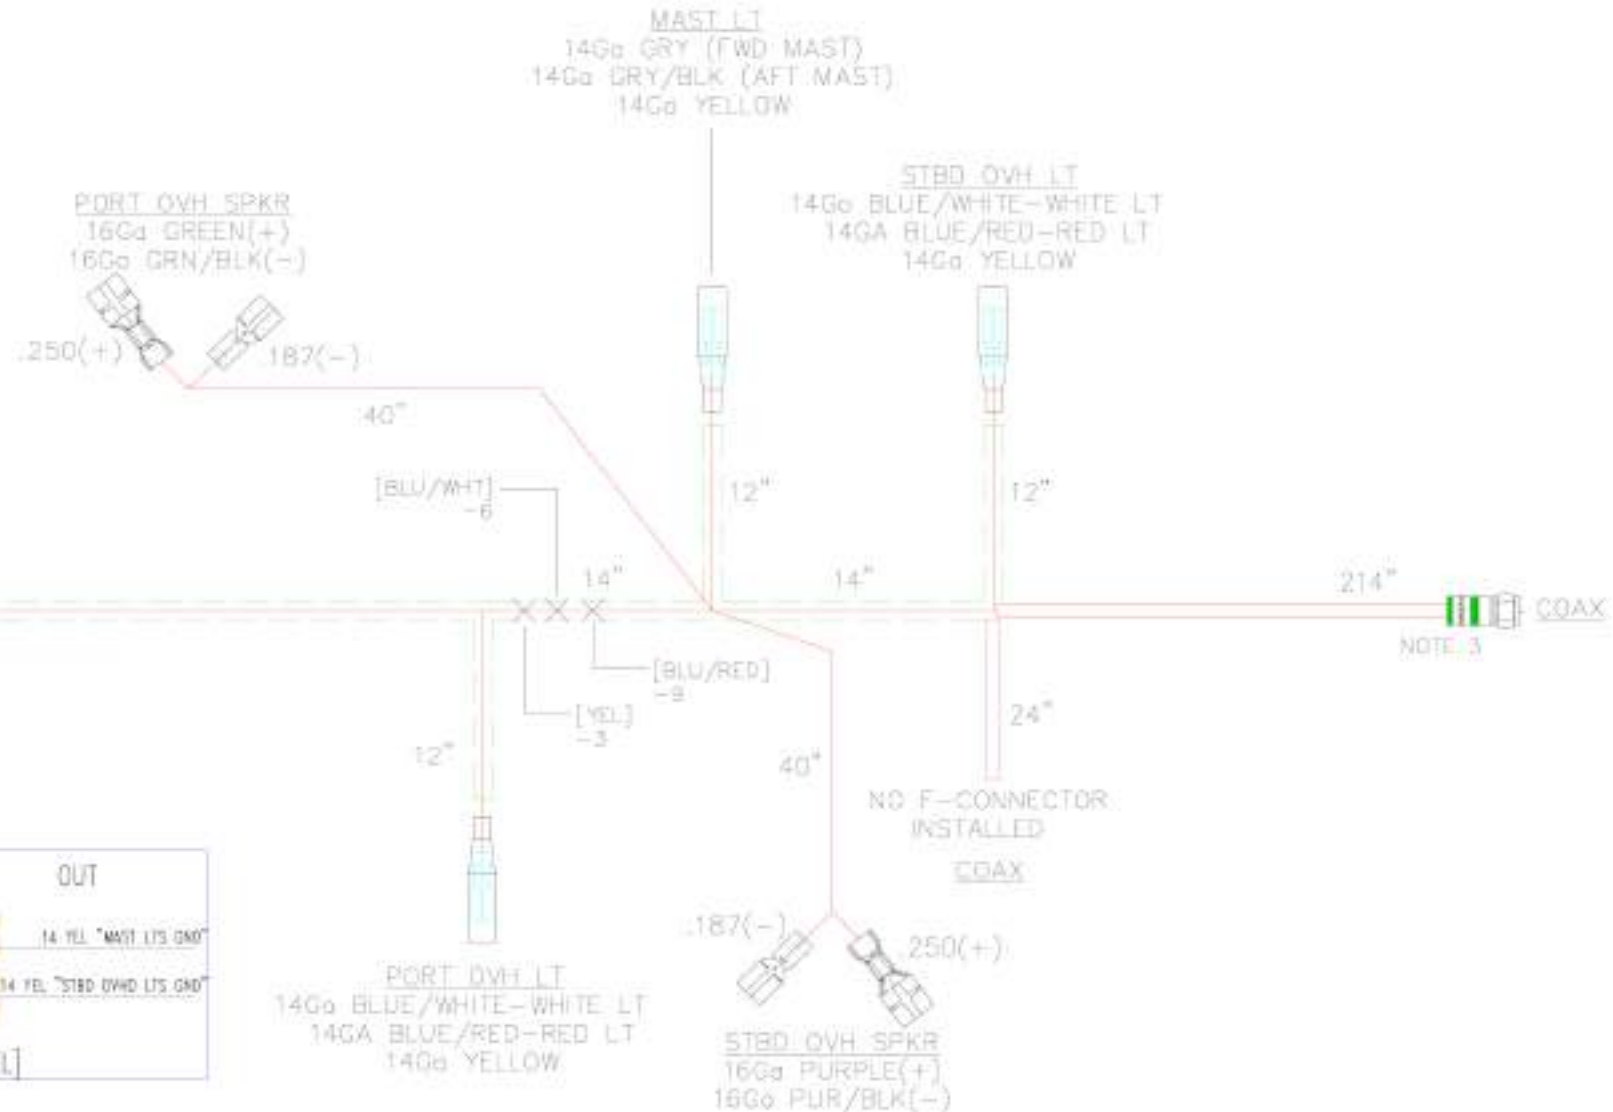 MAST LT
14Ga GRY (FWD MAST)
14Ga GRY/BLK (AFT MAST)
14Ga YELLOW
STBD OVH LT
14Ga BLUE/WHITE-WHITE LT
14GA BLUE/RED-RED LT
14Ga YELLOW
PORT OVH SPKR
16Ga GREEN(+)
16Ga GRN/BLK(-)
.250(+)
.187(-)
40"
[BLU/WHT]
-6
12"
12"
14"
14"
214"
COAX
NOTE 3
[BLU/RED]
-9
[YEL]
-3
12"
24"
40"
NO F-CONNECTOR
INSTALLED
COAX
OUT
14 YEL "MAST LTS GND"
14 YEL "STBD OVHD LTS GND"
L]
PORT OVH LT
14Ga BLUE/WHITE-WHITE LT
14GA BLUE/RED-RED LT
14Ga YELLOW
.187(-)
.250(+)
STBD OVH SPKR
16Ga PURPLE(+)
16Ga PUR/BLK(-)